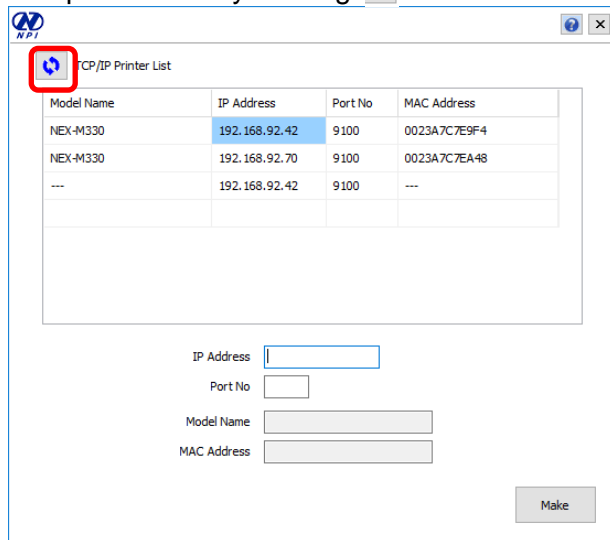 NPI
TCP/IP Printer List
Model Name IP Address Port No MAC Address
NEX-M330 192.168.92.42 9100 0023A7C7E9F4
NEX-M330 192.168.92.70 9100 0023A7C7EA48
--- 192.168.92.42 9100 ---
IP Address
Port No
Model Name
MAC Address
Make